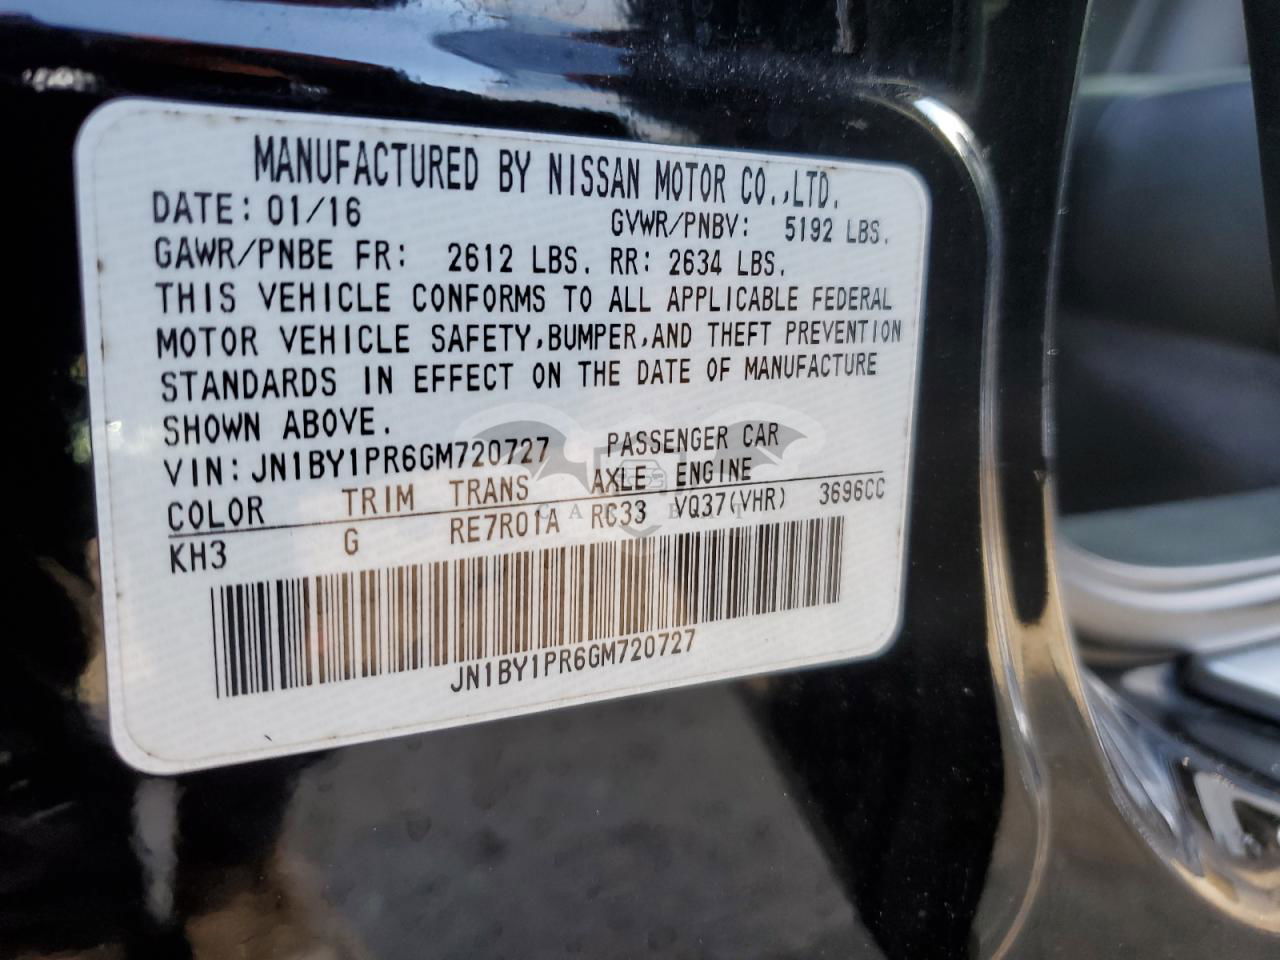 MANUFACTURED BY NISSAN MOTOR CO.,LTD.
DATE: 01/16 GVWR/PNBV: 5192 LBS.
GAWR/PNBE FR: 2612 LBS. RR: 2634 LBS.
THIS VEHICLE CONFORMS TO ALL APPLICABLE FEDERAL
MOTOR VEHICLE SAFETY,BUMPER,AND THEFT PREVENTION
STANDARDS IN EFFECT ON THE DATE OF MANUFACTURE
SHOWN ABOVE.
VIN: JN1BY1PR6GM720727 PASSENGER CAR
COLOR TRIM TRANS AXLE ENGINE
KH3 G RE7R01A RC33 VQ37(VHR) 3696CC
JN1BY1PR6GM720727